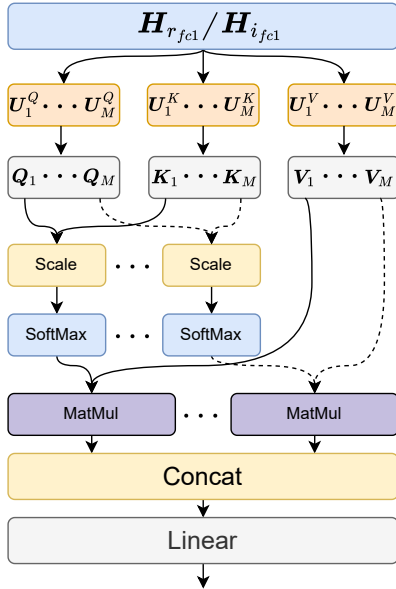 H_{r_{fc1}}/H_{i_{fc1}}
U_1^Q ··· U_M^Q U_1^K ··· U_M^K U_1^V ··· U_M^V
Q_1 ··· Q_M K_1 ··· K_M V_1 ··· V_M
Scale ··· Scale
SoftMax ··· SoftMax
MatMul ··· MatMul
Concat
Linear